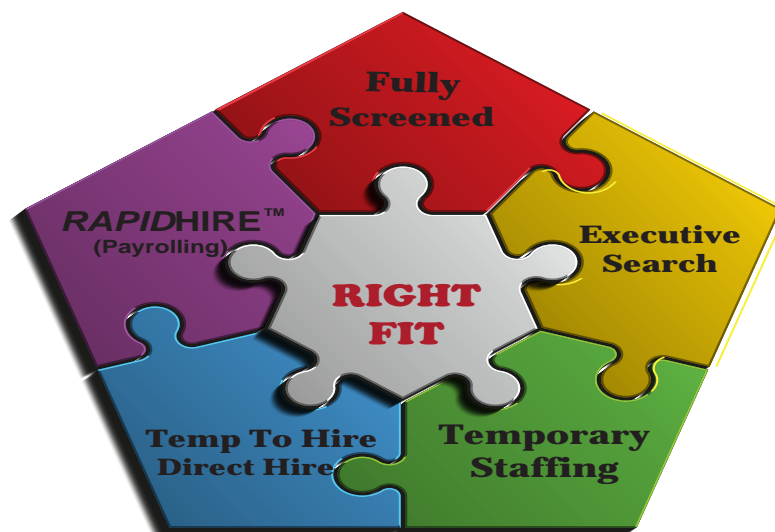 Fully
Screened
RAPIDHIRE™
(Payrolling)
Executive
Search
RIGHT
FIT
Temp To Hire
Direct Hire
Temporary
Staffing